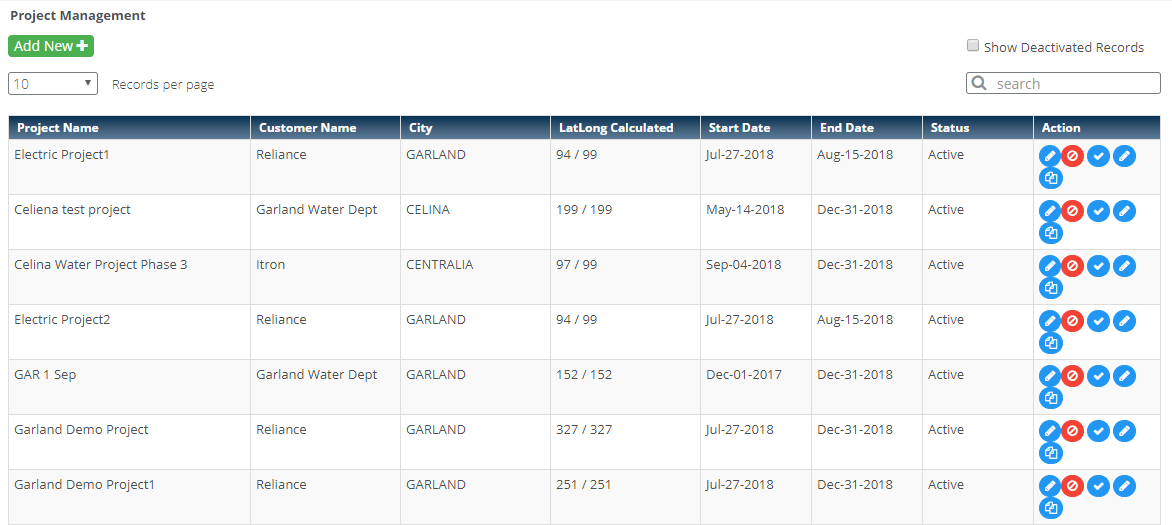 Project Management
Add New
Show Deactivated Records
10 Records per page search
Project Name Customer Name City LatLong Calculated Start Date End Date Status Action
Electric Project1 Reliance GARLAND 94 / 99 Jul-27-2018 Aug-15-2018 Active
Celiena test project Garland Water Dept CELINA 199 / 199 May-14-2018 Dec-31-2018 Active
Celina Water Project Phase 3 Itron CENTRALIA 97 / 99 Sep-04-2018 Dec-31-2018 Active
Electric Project2 Reliance GARLAND 94 / 99 Jul-27-2018 Aug-15-2018 Active
GAR 1 Sep Garland Water Dept GARLAND 152 / 152 Dec-01-2017 Dec-31-2018 Active
Garland Demo Project Reliance GARLAND 327 / 327 Jul-27-2018 Dec-31-2018 Active
Garland Demo Project1 Reliance GARLAND 251 / 251 Jul-27-2018 Dec-31-2018 Active